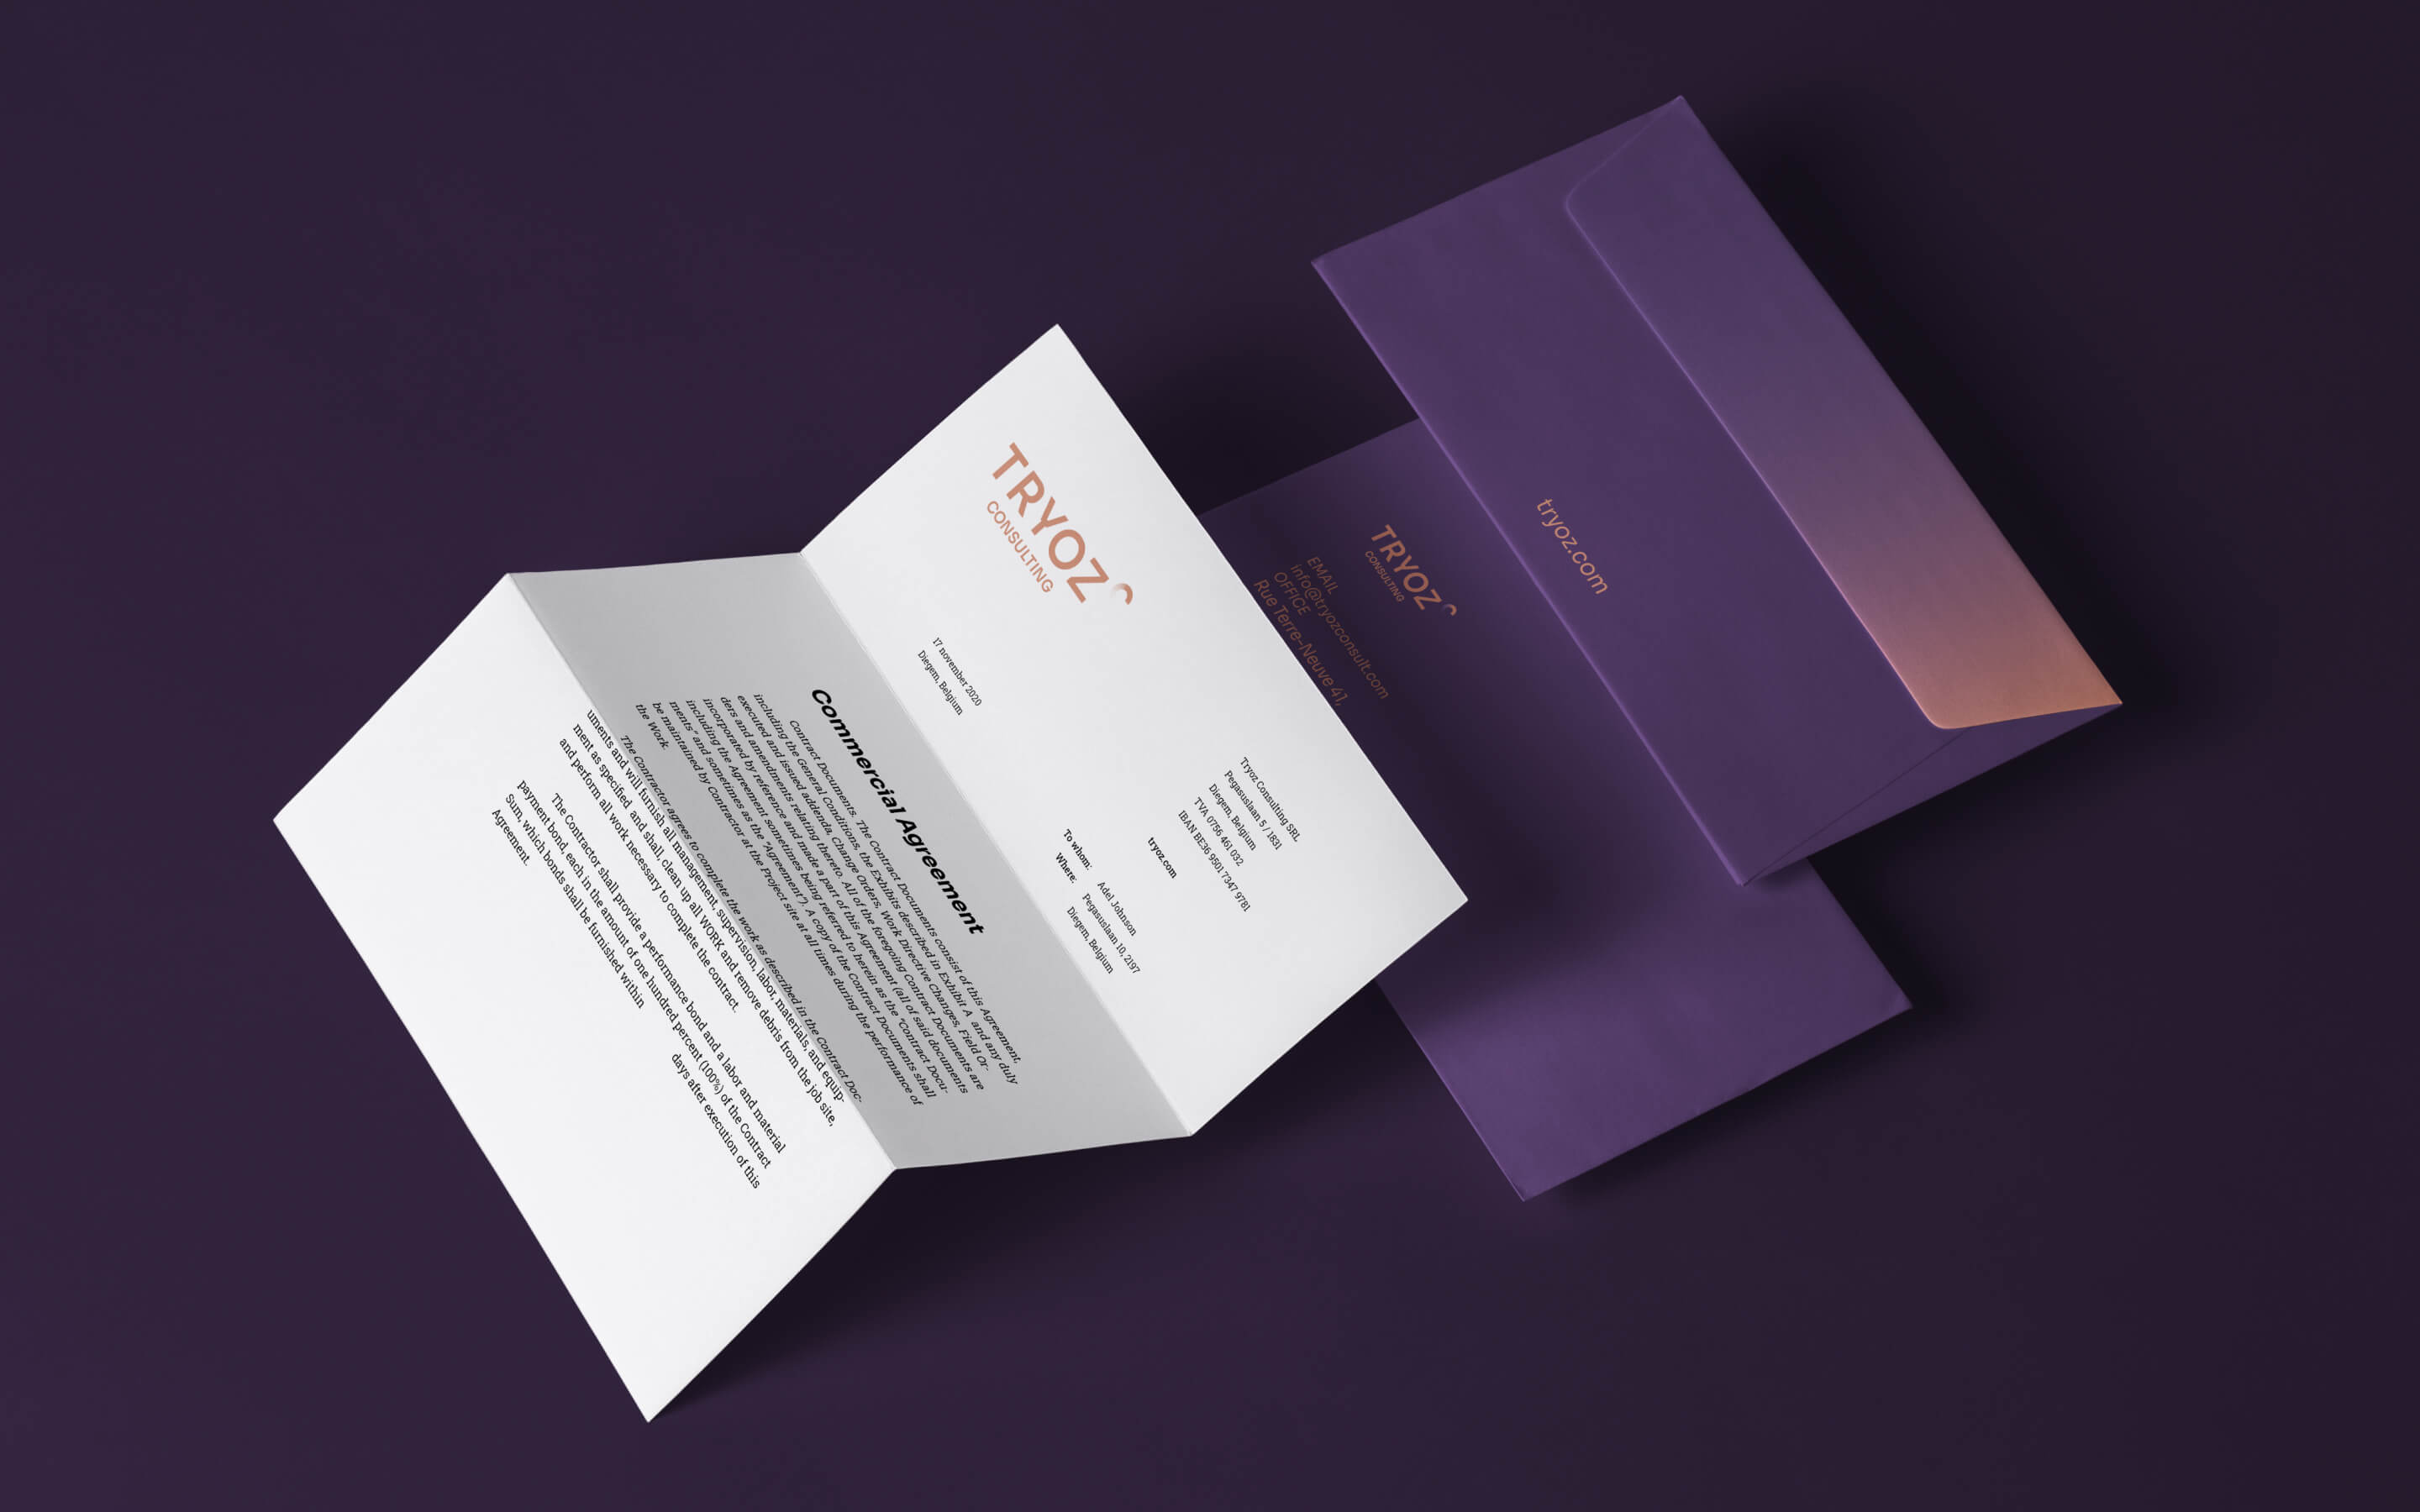 TRYOZ
CONSULTING
17 november 2020
Diegem, Belgium
Tryoz Consulting SRL
Pegasuslaan 5 / 1831
Diegem, Belgium
TVA 0756 461 032
IBAN BE36 9501 7347 9781
tryoz.com
To whom: Adel Johnson
Where: Pegasuslaan 10, 2197
Diegem, Belgium
Commercial Agreement
Contract Documents. The Contract Documents consist of this Agreement,
including the General Conditions, the Exhibits described in Exhibit A and any duly
executed and issued addenda, Change Orders, Work Directive Changes, Field Or-
ders and amendments relating thereto. All of the foregoing Contract Documents are
incorporated by reference and made a part of this Agreement (all of said documents
including the Agreement sometimes being referred to herein as the "Contract Docu-
ments" and sometimes as the "Agreement"). A copy of the Contract Documents shall
be maintained by Contractor at the Project site at all times during the performance of
the Work.
The Contractor agrees to complete the work as described in the Contract Doc-
uments and will furnish all management, supervision, labor, materials, and equip-
ment as specified, and shall, clean up all WORK and remove debris from the job site,
and perform all work necessary to complete the contract.
The Contractor shall provide a performance bond and a labor and material
payment bond, each in the amount of one hundred percent (100%) of the Contract
Sum, which bonds shall be furnished within days after execution of this
Agreement.
TRYOZ
CONSULTING
EMAIL
info@tryozconsult.com
OFFICE
Rue Terre-Neuve 41,
tryoz.com